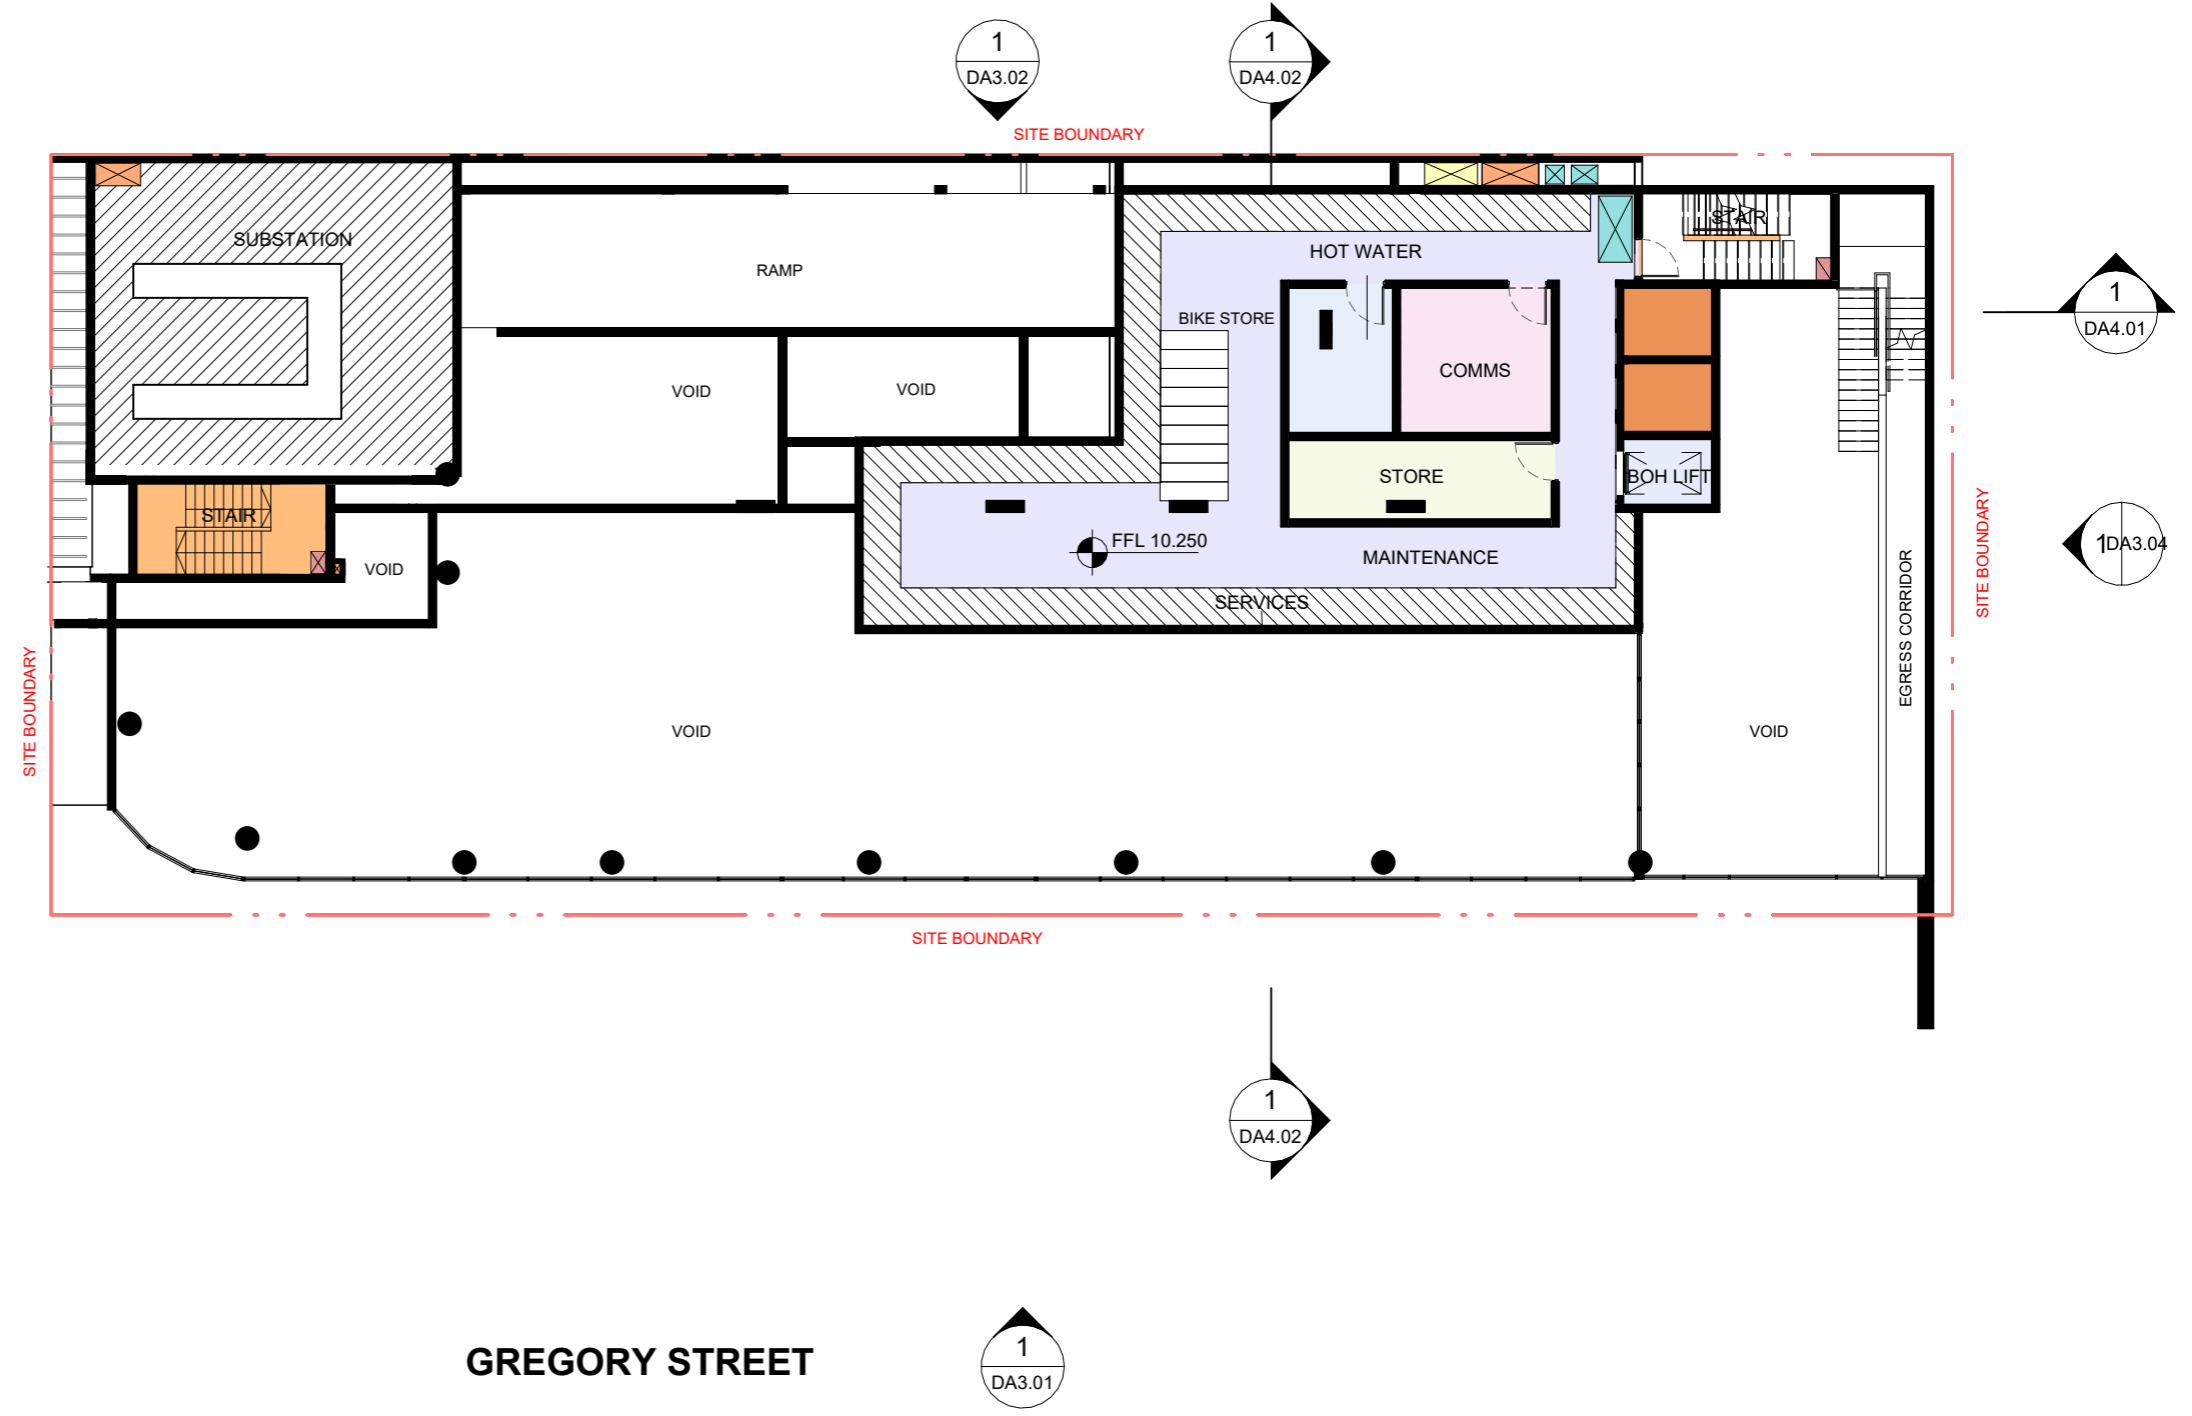 1
DA3.02
1
DA4.02
SITE BOUNDARY
SUBSTATION
RAMP
HOT WATER
STAIR
BIKE STORE
COMMS
VOID
VOID
STORE
BOH LIFT
STAIR
VOID
FFL 10.250
MAINTENANCE
SERVICES
EGRESS CORRIDOR
VOID
VOID
SITE BOUNDARY
SITE BOUNDARY
SITE BOUNDARY
1
DA4.01
1
DA3.04
1
DA4.02
GREGORY STREET
1
DA3.01